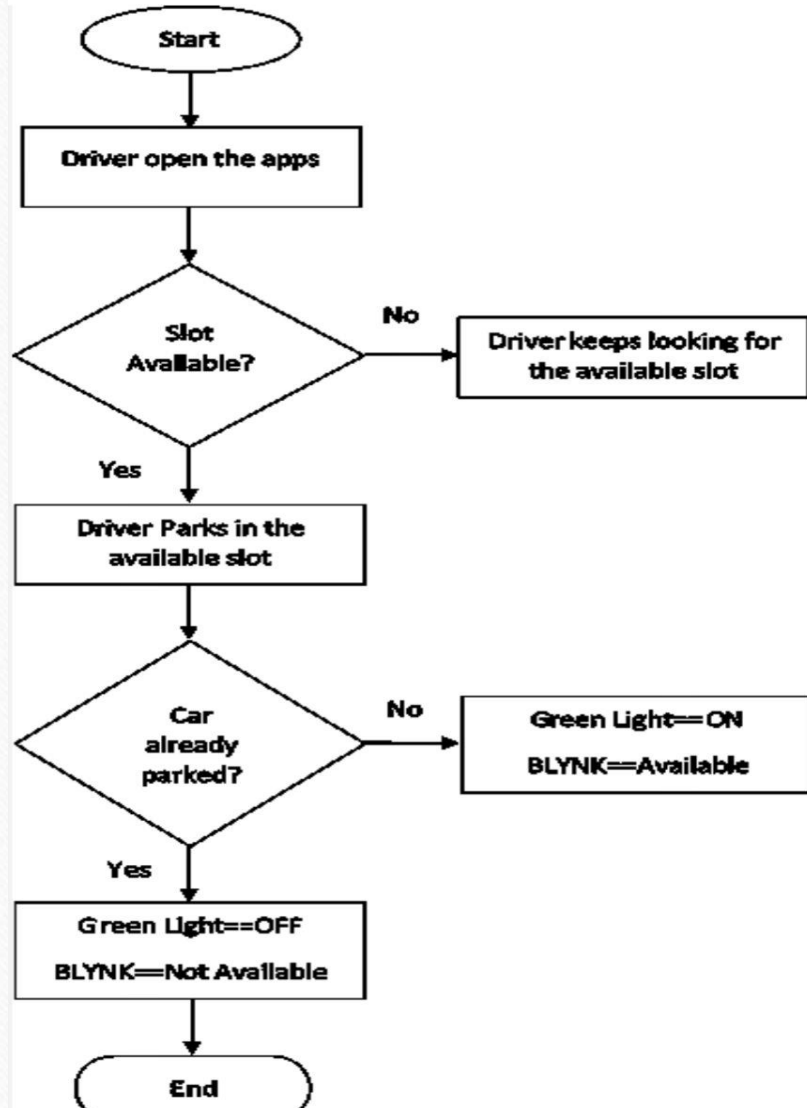 Start
Driver open the apps
Slot
Available?
No
Driver keeps looking for
the available slot
Yes
Driver Parks in the
available slot
Car
already
parked?
No
Green Light==ON
BLYNK==Available
Yes
Green Light==OFF
BLYNK==Not Available
End